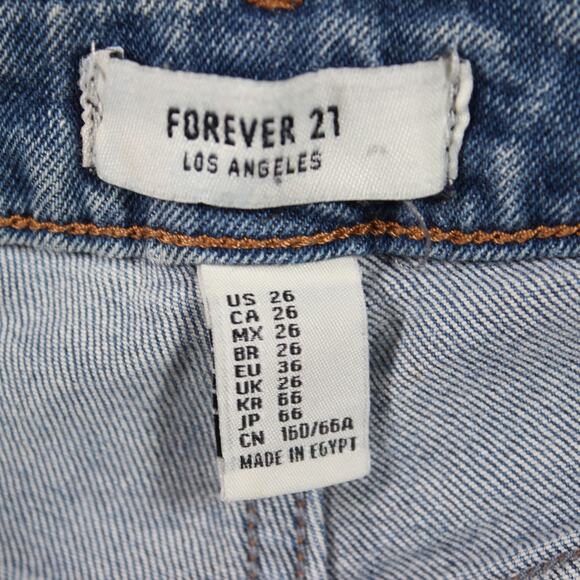 FOREVER 21
LOS ANGELES
US 26
CA 26
MX 26
BR 26
EU 36
UK 26
KR 66
JP 66
CN 160/66A
MADE IN EGYPT